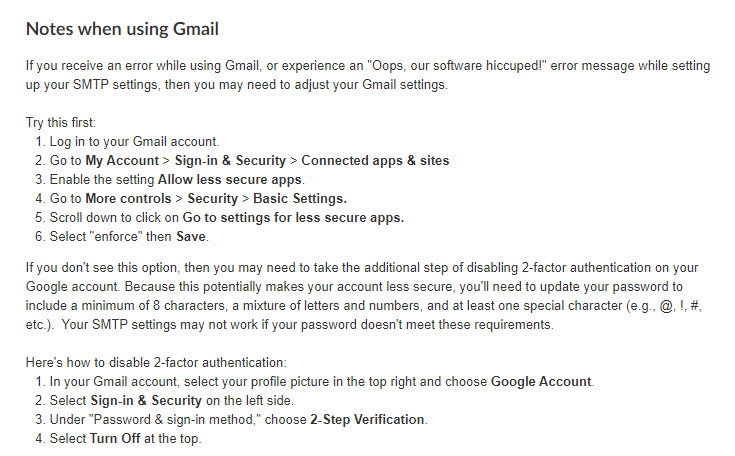 Notes when using Gmail
If you receive an error while using Gmail, or experience an "Oops, our software hiccuped!" error message while setting
up your SMTP settings, then you may need to adjust your Gmail settings.
Try this first:
1. Log in to your Gmail account.
2. Go to My Account > Sign-in & Security > Connected apps & sites
3. Enable the setting Allow less secure apps.
4. Go to More controls > Security > Basic Settings.
5. Scroll down to click on Go to settings for less secure apps.
6. Select "enforce" then Save.
If you don't see this option, then you may need to take the additional step of disabling 2-factor authentication on your
Google account. Because this potentially makes your account less secure, you'll need to update your password to
include a minimum of 8 characters, a mixture of letters and numbers, and at least one special character (e.g., @, !, #,
etc.).  Your SMTP settings may not work if your password doesn't meet these requirements.
Here's how to disable 2-factor authentication:
1. In your Gmail account, select your profile picture in the top right and choose Google Account.
2. Select Sign-in & Security on the left side.
3. Under "Password & sign-in method," choose 2-Step Verification.
4. Select Turn Off at the top.